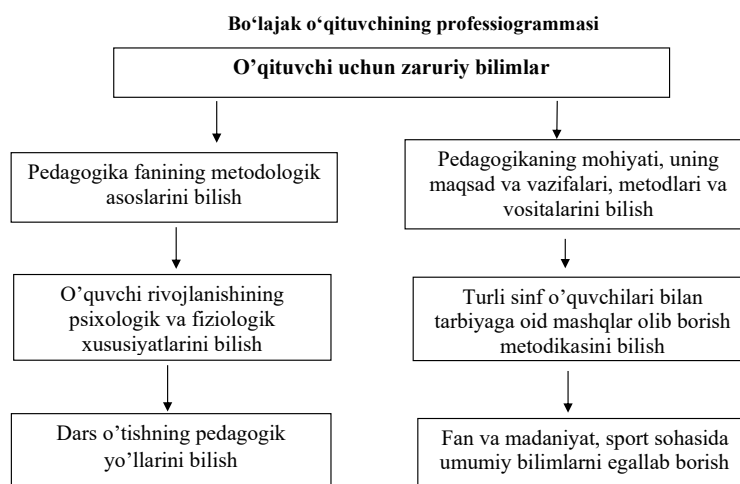 Bo‘lajak o‘qituvchining professiogrammasi
O’qituvchi uchun zaruriy bilimlar
Pedagogika fanining metodologik
asoslarini bilish
Pedagogikaning mohiyati, uning
maqsad va vazifalari, metodlari va
vositalarini bilish
O’quvchi rivojlanishining
psixologik va fiziologik
xususiyatlarini bilish
Turli sinf o’quvchilari bilan
tarbiyaga oid mashqlar olib borish
metodikasini bilish
Dars o’tishning pedagogik
yo’llarini bilish
Fan va madaniyat, sport sohasida
umumiy bilimlarni egallab borish